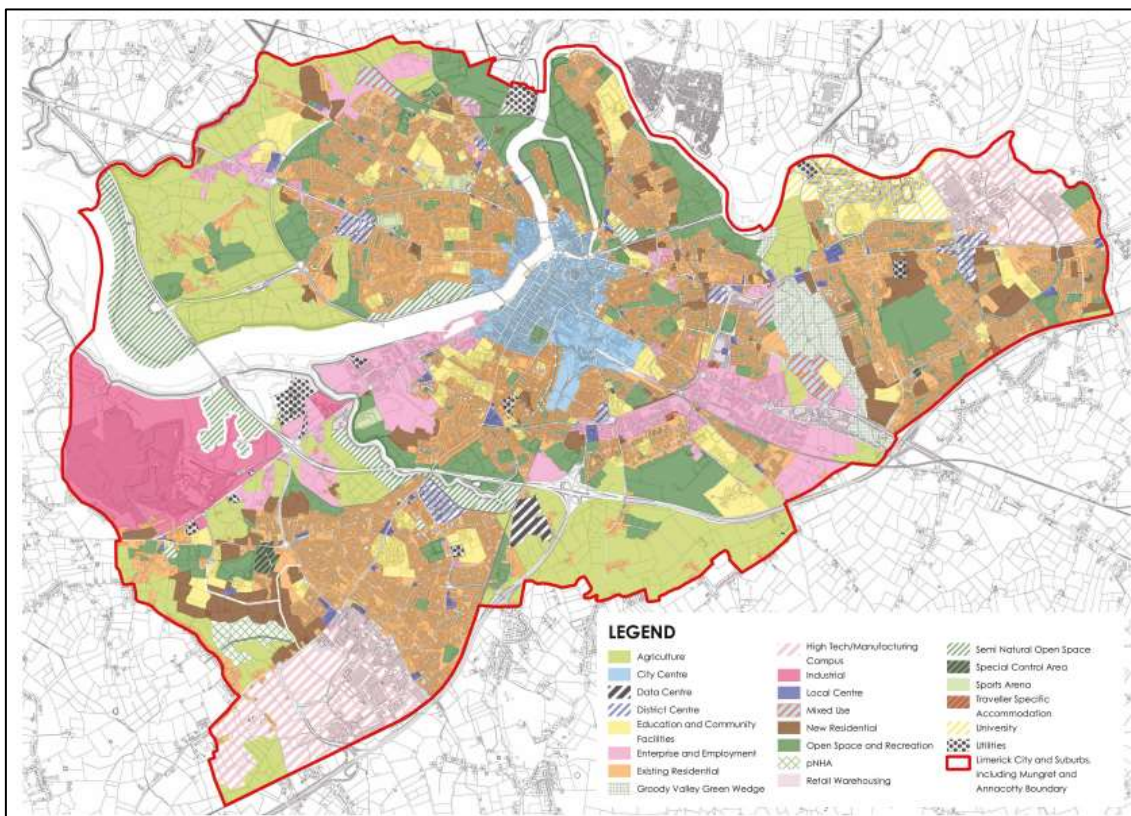 LEGEND
Agriculture
City Centre
Data Centre
District Centre
Education and Community
Facilities
Enterprise and Employment
Existing Residential
Groody Valley Green Wedge
High Tech/Manufacturing
Campus
Industrial
Local Centre
Mixed Use
New Residential
Open Space and Recreation
pNHA
Retail Warehousing
Semi Natural Open Space
Special Control Area
Sports Arena
Traveller Specific
Accommodation
University
Utilities
Limerick City and Suburbs,
including Mungret and
Annacotty Boundary